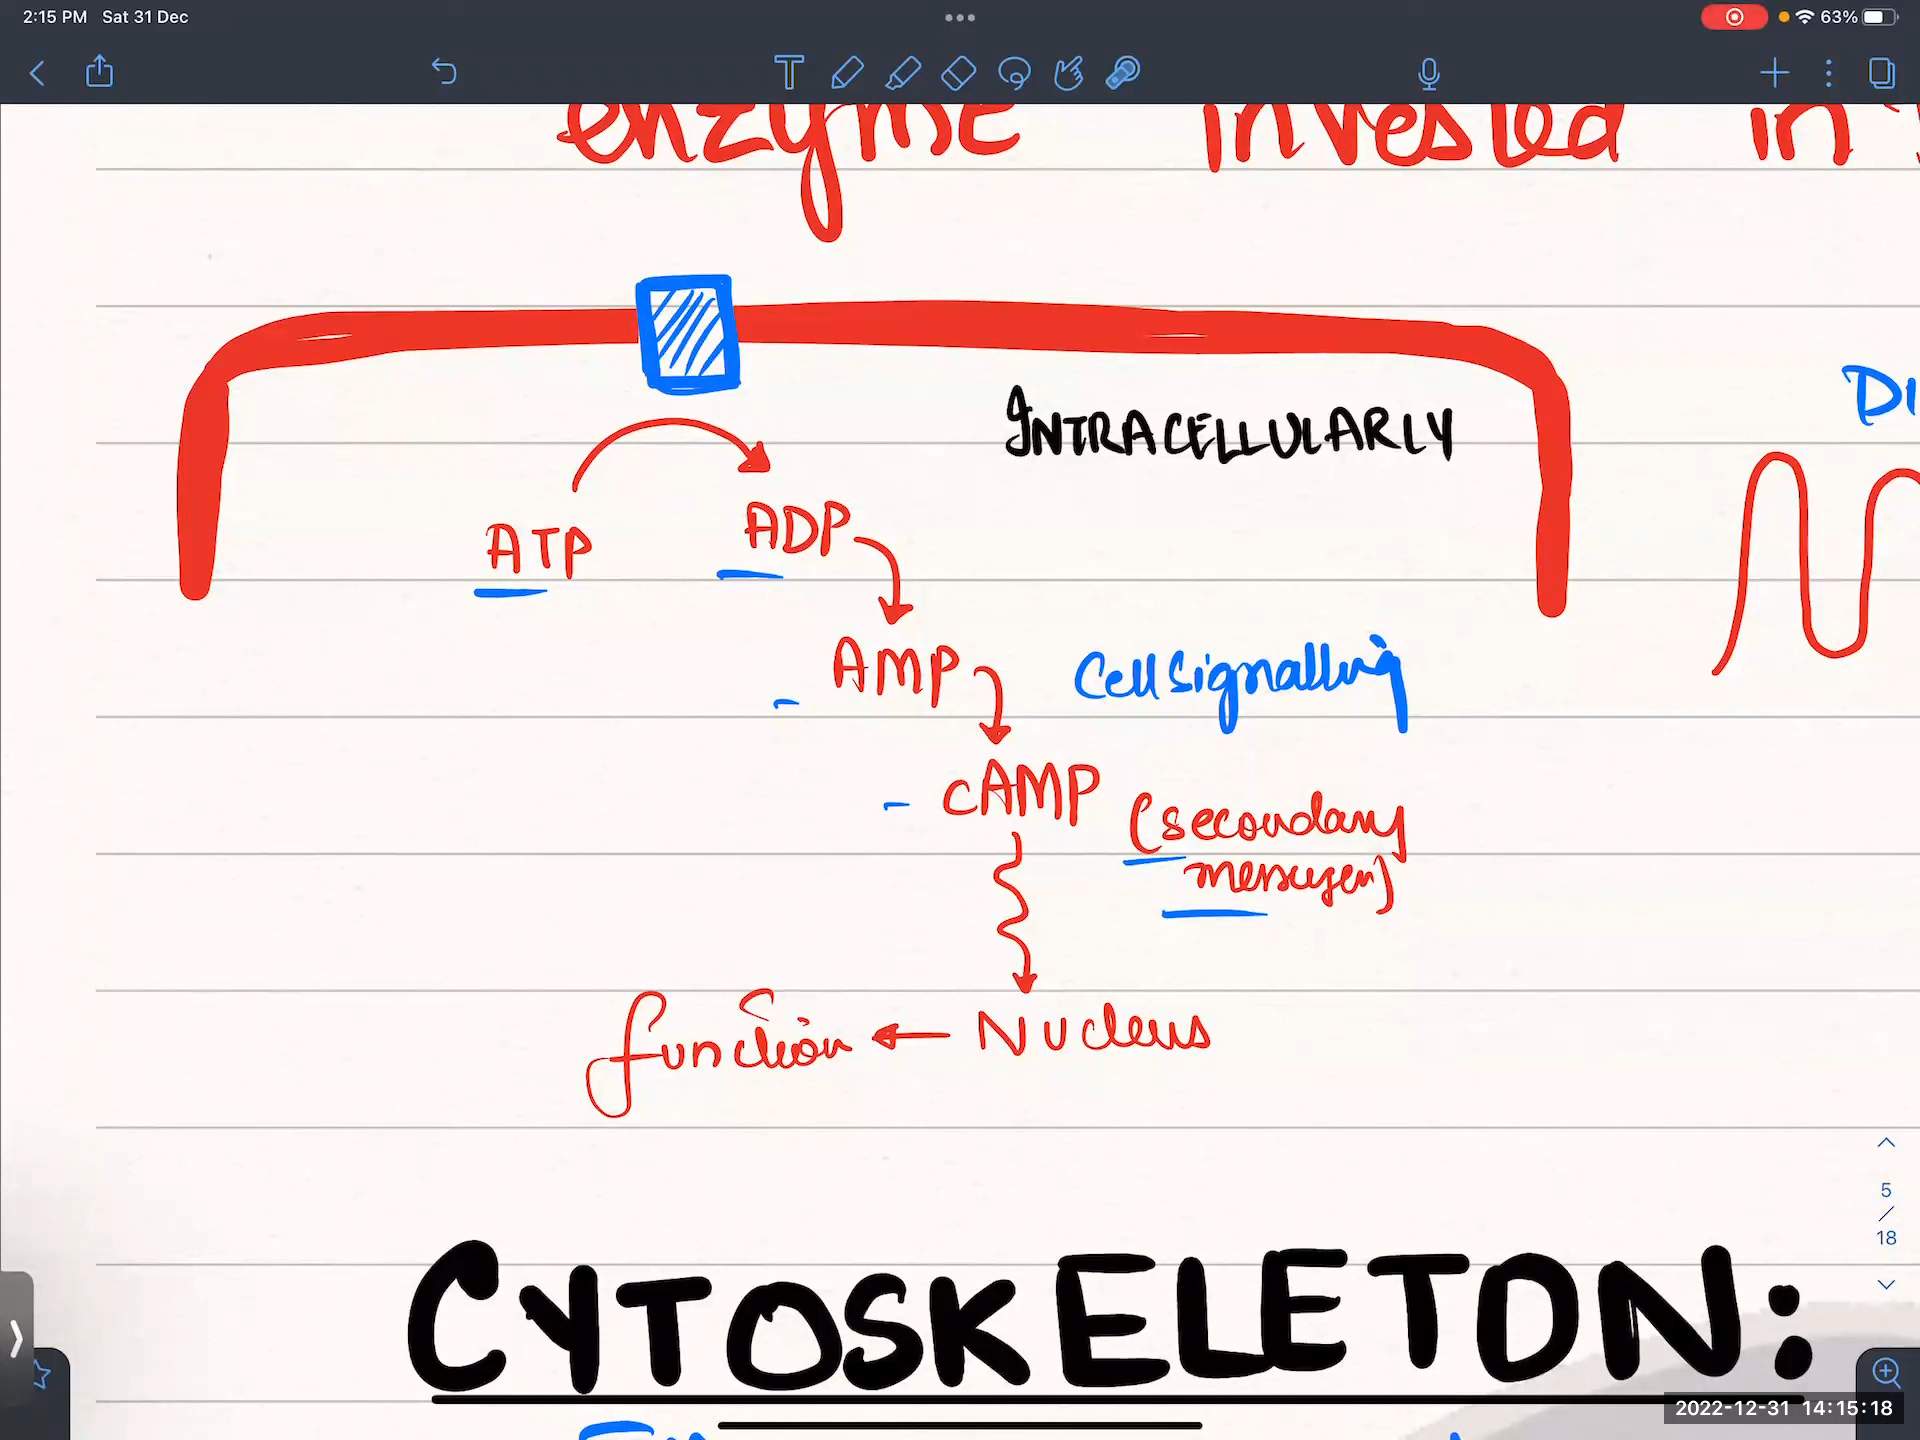 2:15 PM Sat 31 Dec
63%
enzyme invested in
INTRACELLULARLY
DI
ATP
ADP
AMP
Cell signalling
cAMP
(secondary
messenger)
function ← Nucleus
5
/
18
CYTOSKELETON:
2022-12-31 14:15:18